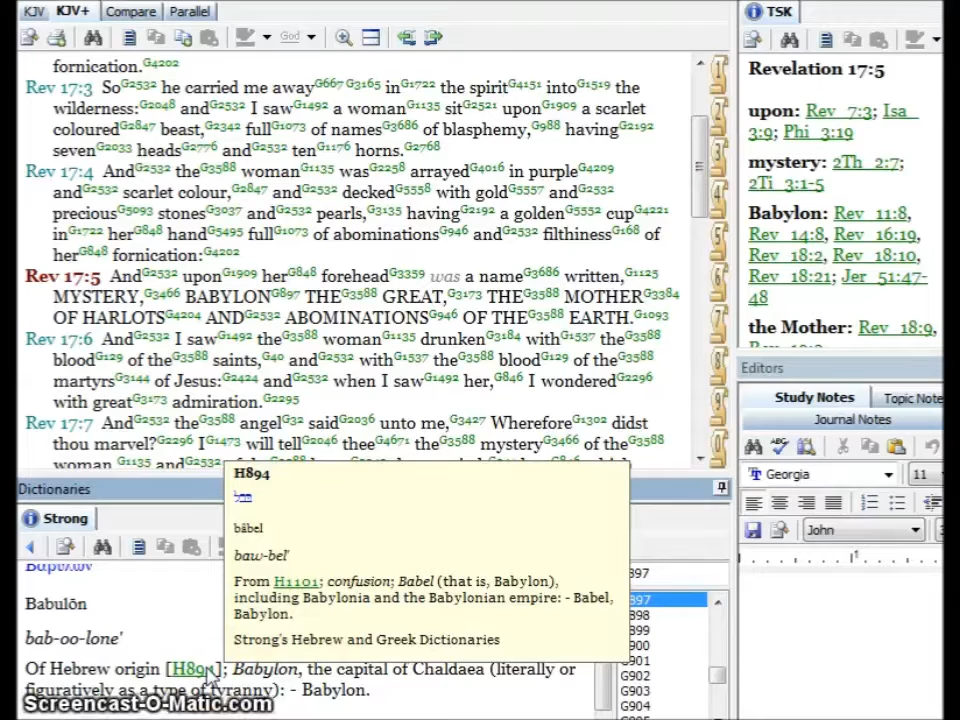 KJV KJV+ Compare Parallel
God
fornication.G4202
Rev 17:3 SoG2532 he carried me awayG667 G3165 inG1722 the spiritG4151 intoG1519 the
wilderness:G2048 andG2532 I sawG1492 a womanG1135 sitG2521 uponG1909 a scarlet
colouredG2847 beast,G2342 fullG1073 of namesG3686 of blasphemy,G988 havingG2192
sevenG2033 headsG2776 andG2532 tenG1176 horns.G2768
Rev 17:4 AndG2532 theG3588 womanG1135 wasG2258 arrayedG4016 in purpleG4209
andG2532 scarlet colour,G2847 andG2532 deckedG5558 with goldG5557 andG2532
preciousG5093 stonesG3037 andG2532 pearls,G3135 havingG2192 a goldenG5552 cupG4221
inG1722 herG848 handG5495 fullG1073 of abominationsG946 andG2532 filthinessG168 of
herG848 fornication:G4202
Rev 17:5 AndG2532 uponG1909 herG848 foreheadG3359 was a nameG3686 written,G1125
MYSTERY,G3466 BABYLONG897 THEG3588 GREAT,G3173 THEG3588 MOTHERG3384
OF HARLOTSG4204 ANDG2532 ABOMINATIONSG946 OF THEG3588 EARTH.G1093
Rev 17:6 AndG2532 I sawG1492 theG3588 womanG1135 drunkenG3184 withG1537 theG3588
bloodG129 of theG3588 saints,G40 andG2532 withG1537 theG3588 bloodG129 of theG3588
martyrsG3144 of Jesus:G2424 andG2532 when I sawG1492 her,G846 I wonderedG2296
with greatG3173 admiration.G2295
Rev 17:7 AndG2532 theG3588 angelG32 saidG2036 unto me,G3427 WhereforeG1302 didst
thou marvel?G2296 IG1473 will tellG2046 theeG4671 theG3588 mysteryG3466 of theG3588
woman,G1135 andG2532
TSK
Revelation 17:5
upon: Rev 7:3; Isa
3:9; Phi 3:19
mystery: 2Th 2:7;
2Ti 3:1-5
Babylon: Rev 11:8,
Rev 14:8, Rev 16:19,
Rev 18:2, Rev 18:10,
Rev 18:21; Jer 51:47-
48
the Mother: Rev 18:9,
Editors
Study Notes Topic Note
Journal Notes
Georgia 11
John
1
Dictionaries
Strong
H894
bâbel
baw-bel'
From H1101; confusion; Babel (that is, Babylon),
including Babylonia and the Babylonian empire: - Babel,
Babylon.
Strong's Hebrew and Greek Dictionaries
Βαβυλών
Babulōn
bab-oo-lone'
Of Hebrew origin [H894]; Babylon, the capital of Chaldaea (literally or
figuratively as a type of tyranny): - Babylon.
897
897
898
899
900
G901
G902
G903
G904
Screencast-O-Matic.com